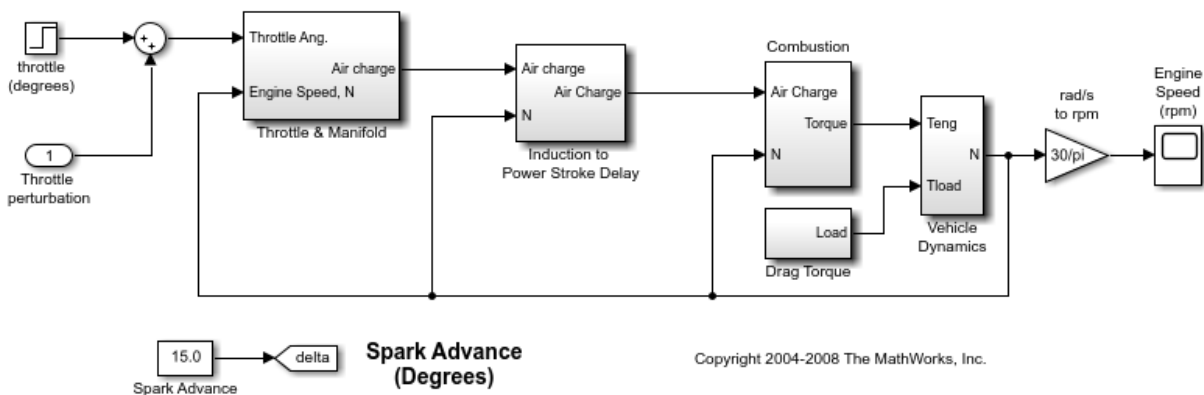 throttle
(degrees)
+
+
1
Throttle
perturbation
Throttle Ang.
Air charge
Engine Speed, N
Throttle & Manifold
Air charge
Air Charge
N
Induction to
Power Stroke Delay
Combustion
Air Charge
Torque
N
Load
Drag Torque
Teng
N
Tload
Vehicle
Dynamics
rad/s
to rpm
30/pi
Engine
Speed
(rpm)
15.0
Spark Advance
delta
Spark Advance
(Degrees)
Copyright 2004-2008 The MathWorks, Inc.